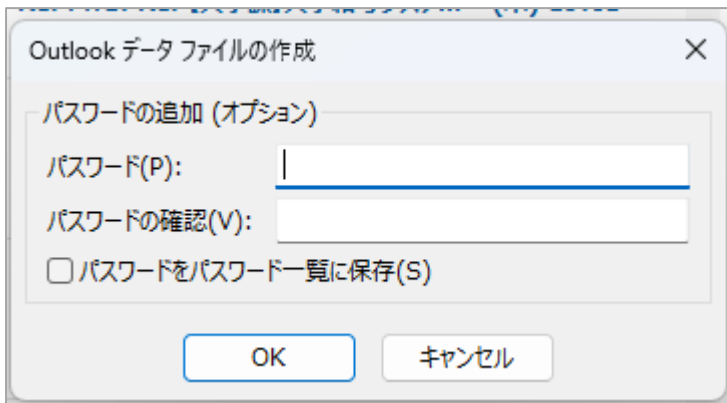 Outlook データ ファイルの作成
パスワードの追加 (オプション)
パスワード(P):
パスワードの確認(V):
パスワードをパスワード一覧に保存(S)
OK
キャンセル